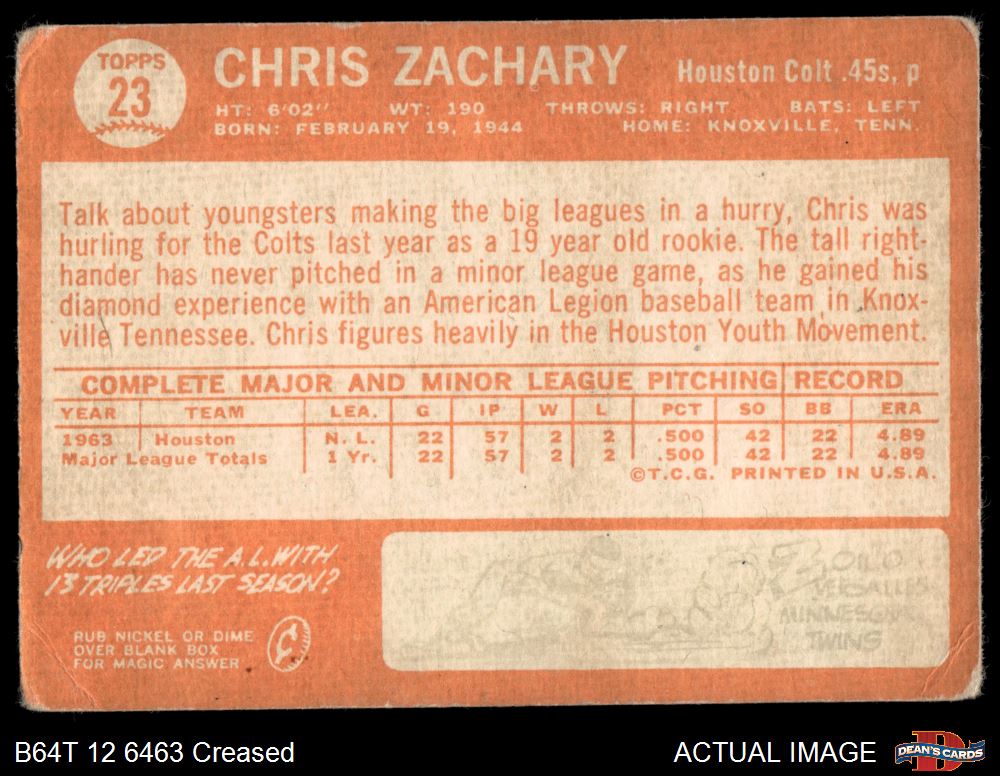 TOPPS
23
CHRIS ZACHARY
Houston Colt .45s, p
HT: 6'02" WT: 190 THROWS: RIGHT BATS: LEFT
BORN: FEBRUARY 19, 1944 HOME: KNOXVILLE, TENN.
Talk about youngsters making the big leagues in a hurry, Chris was
hurling for the Colts last year as a 19 year old rookie. The tall right-
hander has never pitched in a minor league game, as he gained his
diamond experience with an American Legion baseball team in Knox-
ville Tennessee. Chris figures heavily in the Houston Youth Movement.
COMPLETE MAJOR AND MINOR LEAGUE PITCHING RECORD
YEAR TEAM LEA. G IP W L PCT SO BB ERA
1963 Houston N. L. 22 57 2 2 .500 42 22 4.89
Major League Totals 1 Yr. 22 57 2 2 .500 42 22 4.89
©T.C.G. PRINTED IN U.S.A.
WHO LED THE A.L. WITH
13 TRIPLES LAST SEASON?
RUB NICKEL OR DIME
OVER BLANK BOX
FOR MAGIC ANSWER
ZOILO
VERSALLES
MINNESOTA
TWINS
B64T 12 6463 Creased
ACTUAL IMAGE
DEAN'S CARDS